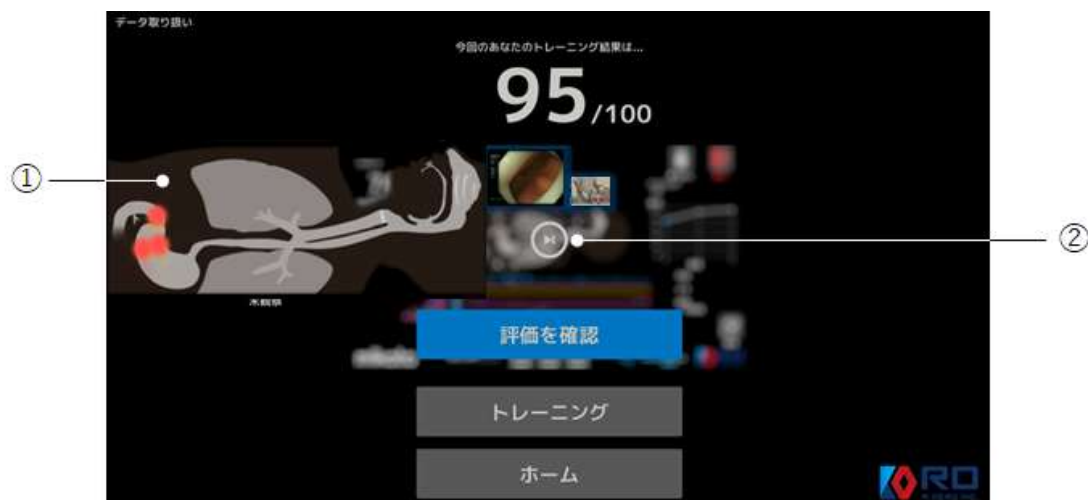 データ取り扱い
今回のあなたのトレーニング結果は...
95/100
①
②
未観察
評価を確認
トレーニング
ホーム
RD